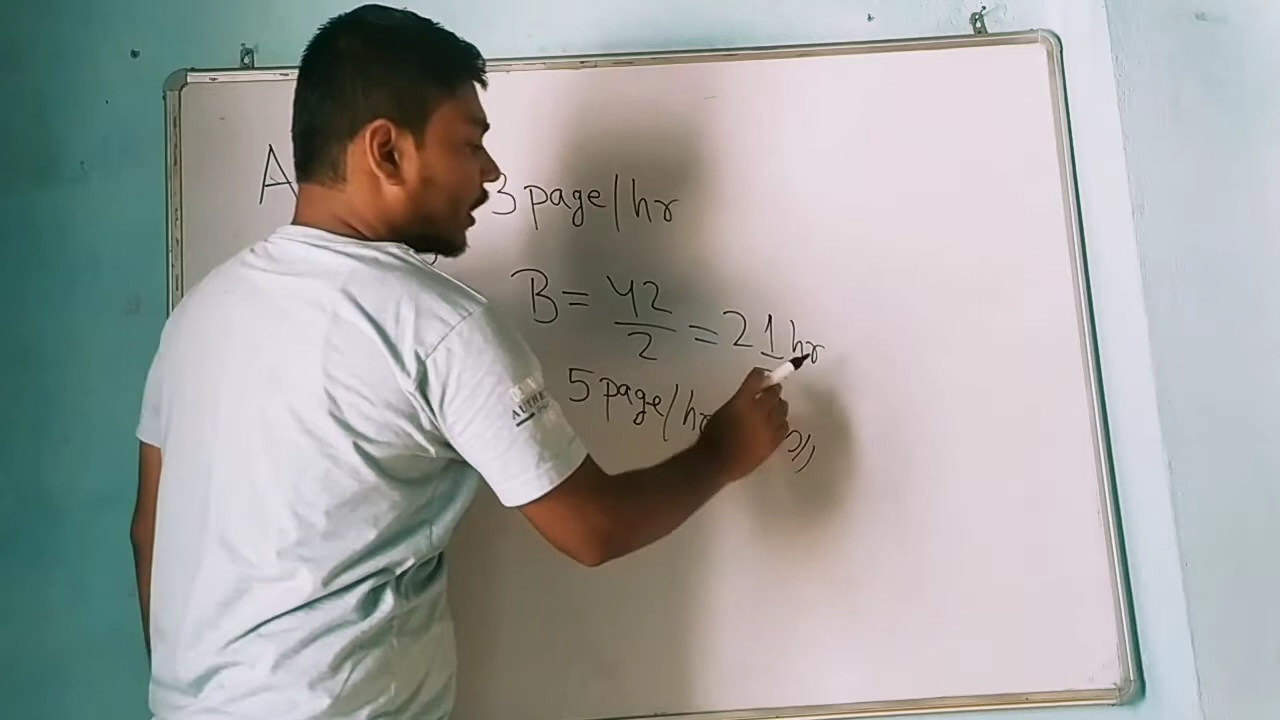 A 3 page/hr
B = 42/2 = 21 hr
5 page/hr